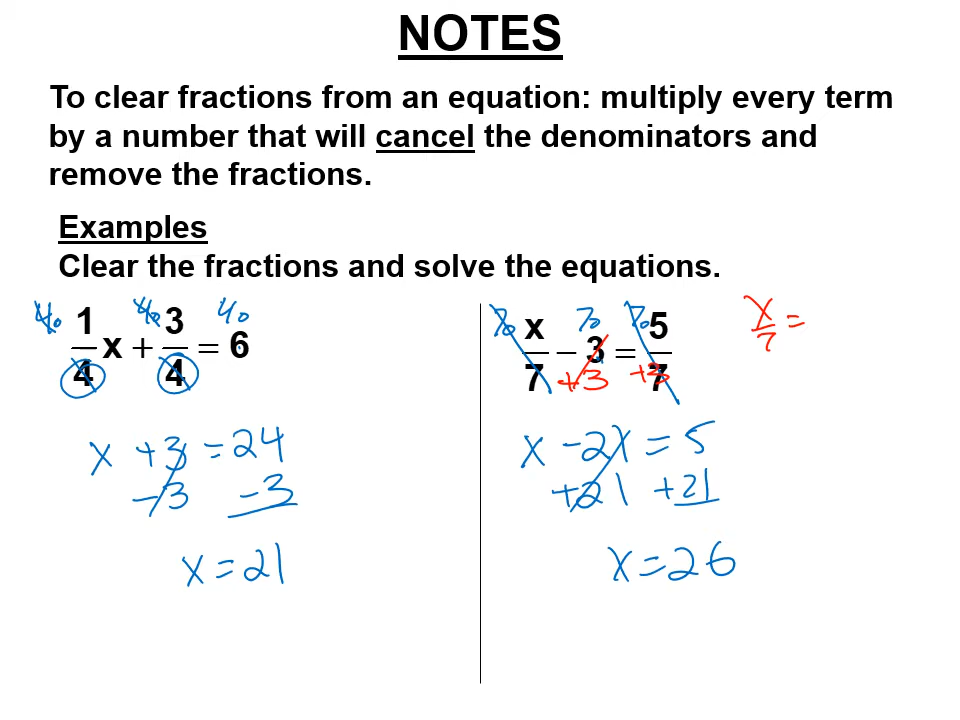 NOTES
To clear fractions from an equation: multiply every term
by a number that will cancel the denominators and
remove the fractions.
Examples
Clear the fractions and solve the equations.
4· 4· 4·
1/4 x + 3/4 = 6
x + 3 = 24
-3 -3
x = 21
7· 7· 7·
x/7 - 3 = 5/7
+3 +3
x - 21 = 5
+21 +21
x = 26
x/7 =